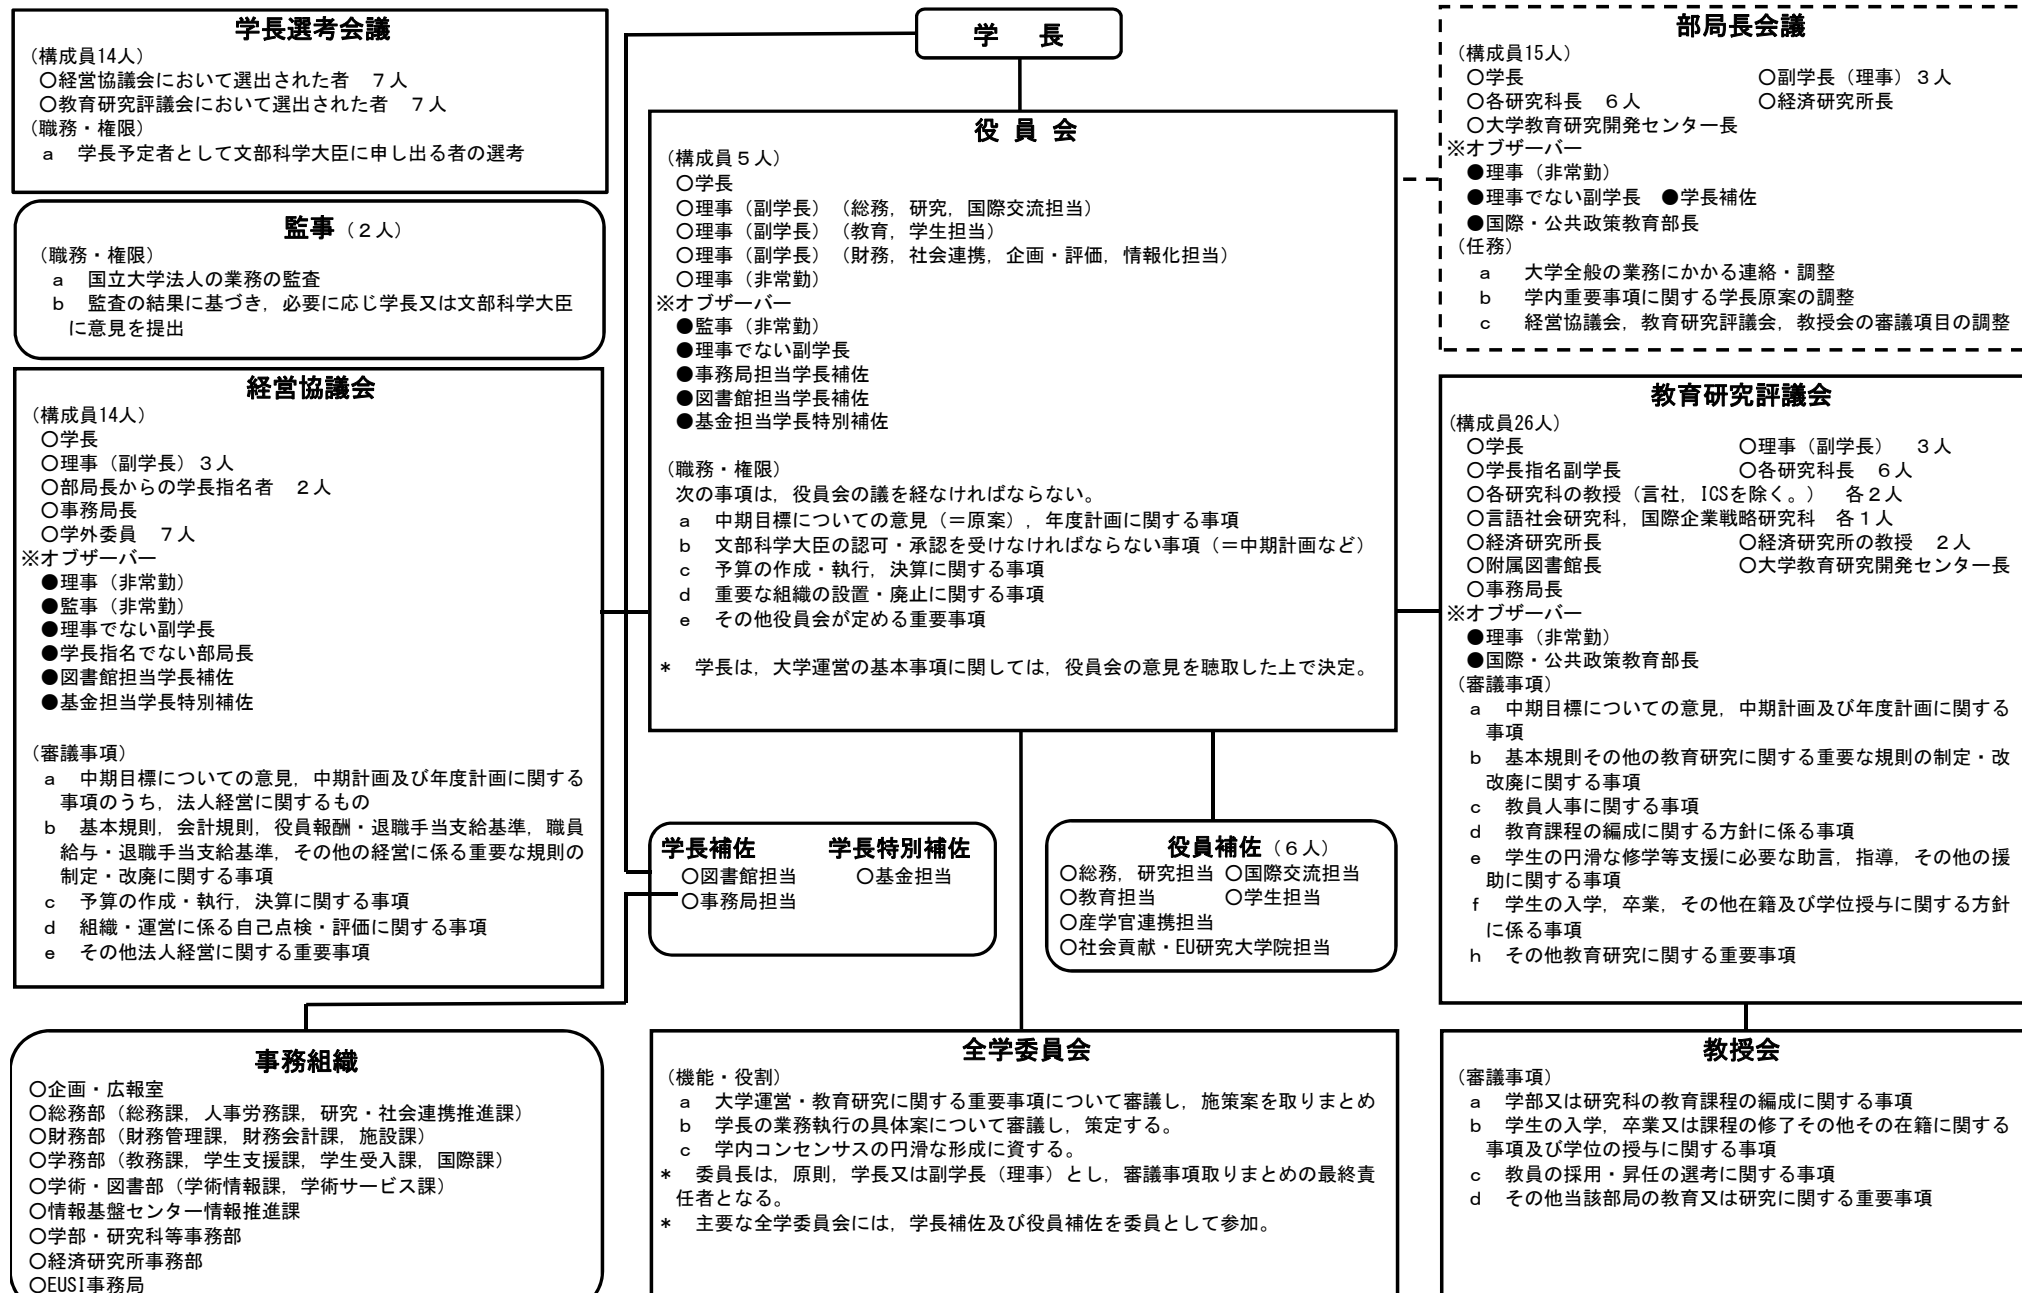 学長選考会議
（構成員14人）
○経営協議会において選出された者　７人
○教育研究評議会において選出された者　７人
（職務・権限）
ａ　学長予定者として文部科学大臣に申し出る者の選考
監事（２人）
（職務・権限）
ａ　国立大学法人の業務の監査
ｂ　監査の結果に基づき，必要に応じ学長又は文部科学大臣
に意見を提出
経営協議会
（構成員14人）
○学長
○理事（副学長）３人
○部局長からの学長指名者　２人
○事務局長
○学外委員　７人
※オブザーバー
●理事（非常勤）
●監事（非常勤）
●理事でない副学長
●学長指名でない部局長
●図書館担当学長補佐
●基金担当学長特別補佐
（審議事項）
ａ　中期目標についての意見，中期計画及び年度計画に関する
事項のうち，法人経営に関するもの
ｂ　基本規則，会計規則，役員報酬・退職手当支給基準，職員
給与・退職手当支給基準，その他の経営に係る重要な規則の
制定・改廃に関する事項
ｃ　予算の作成・執行，決算に関する事項
ｄ　組織・運営に係る自己点検・評価に関する事項
ｅ　その他法人経営に関する重要事項
事務組織
○企画・広報室
○総務部（総務課，人事労務課，研究・社会連携推進課）
○財務部（財務管理課，財務会計課，施設課）
○学務部（教務課，学生支援課，学生受入課，国際課）
○学術・図書部（学術情報課，学術サービス課）
○情報基盤センター情報推進課
○学部・研究科等事務部
○経済研究所事務部
○EUSI事務局
学　長
役 員 会
（構成員５人）
○学長
○理事（副学長）（総務，研究，国際交流担当）
○理事（副学長）（教育，学生担当）
○理事（副学長）（財務，社会連携，企画・評価，情報化担当）
○理事（非常勤）
※オブザーバー
●監事（非常勤）
●理事でない副学長
●事務局担当学長補佐
●図書館担当学長補佐
●基金担当学長特別補佐
（職務・権限）
次の事項は，役員会の議を経なければならない。
ａ　中期目標についての意見（＝原案），年度計画に関する事項
ｂ　文部科学大臣の認可・承認を受けなければならない事項（＝中期計画など）
ｃ　予算の作成・執行，決算に関する事項
ｄ　重要な組織の設置・廃止に関する事項
ｅ　その他役員会が定める重要事項
*　学長は，大学運営の基本事項に関しては，役員会の意見を聴取した上で決定。
学長補佐　学長特別補佐
○図書館担当　○基金担当
○事務局担当
役員補佐（６人）
○総務，研究担当 ○国際交流担当
○教育担当　○学生担当
○産学官連携担当
○社会貢献・EU研究大学院担当
全学委員会
（機能・役割）
ａ　大学運営・教育研究に関する重要事項について審議し，施策案を取りまとめ
ｂ　学長の業務執行の具体案について審議し，策定する。
ｃ　学内コンセンサスの円滑な形成に資する。
*　委員長は，原則，学長又は副学長（理事）とし，審議事項取りまとめの最終責
任者となる。
*　主要な全学委員会には，学長補佐及び役員補佐を委員として参加。
部局長会議
（構成員15人）
○学長　○副学長（理事）３人
○各研究科長　６人　○経済研究所長
○大学教育研究開発センター長
※オブザーバー
●理事（非常勤）
●理事でない副学長　●学長補佐
●国際・公共政策教育部長
（任務）
ａ　大学全般の業務にかかる連絡・調整
ｂ　学内重要事項に関する学長原案の調整
ｃ　経営協議会，教育研究評議会，教授会の審議項目の調整
教育研究評議会
（構成員26人）
○学長　○理事（副学長）　３人
○学長指名副学長　○各研究科長　６人
○各研究科の教授（言社，ICSを除く。）　各２人
○言語社会研究科，国際企業戦略研究科　各１人
○経済研究所長　○経済研究所の教授　２人
○附属図書館長　○大学教育研究開発センター長
○事務局長
※オブザーバー
●理事（非常勤）
●国際・公共政策教育部長
（審議事項）
ａ　中期目標についての意見，中期計画及び年度計画に関する
事項
ｂ　基本規則その他の教育研究に関する重要な規則の制定・改
改廃に関する事項
ｃ　教員人事に関する事項
ｄ　教育課程の編成に関する方針に係る事項
ｅ　学生の円滑な修学等支援に必要な助言，指導，その他の援
助に関する事項
ｆ　学生の入学，卒業，その他在籍及び学位授与に関する方針
に係る事項
ｈ　その他教育研究に関する重要事項
教授会
（審議事項）
ａ　学部又は研究科の教育課程の編成に関する事項
ｂ　学生の入学，卒業又は課程の修了その他その在籍に関する
事項及び学位の授与に関する事項
ｃ　教員の採用・昇任の選考に関する事項
ｄ　その他当該部局の教育又は研究に関する重要事項